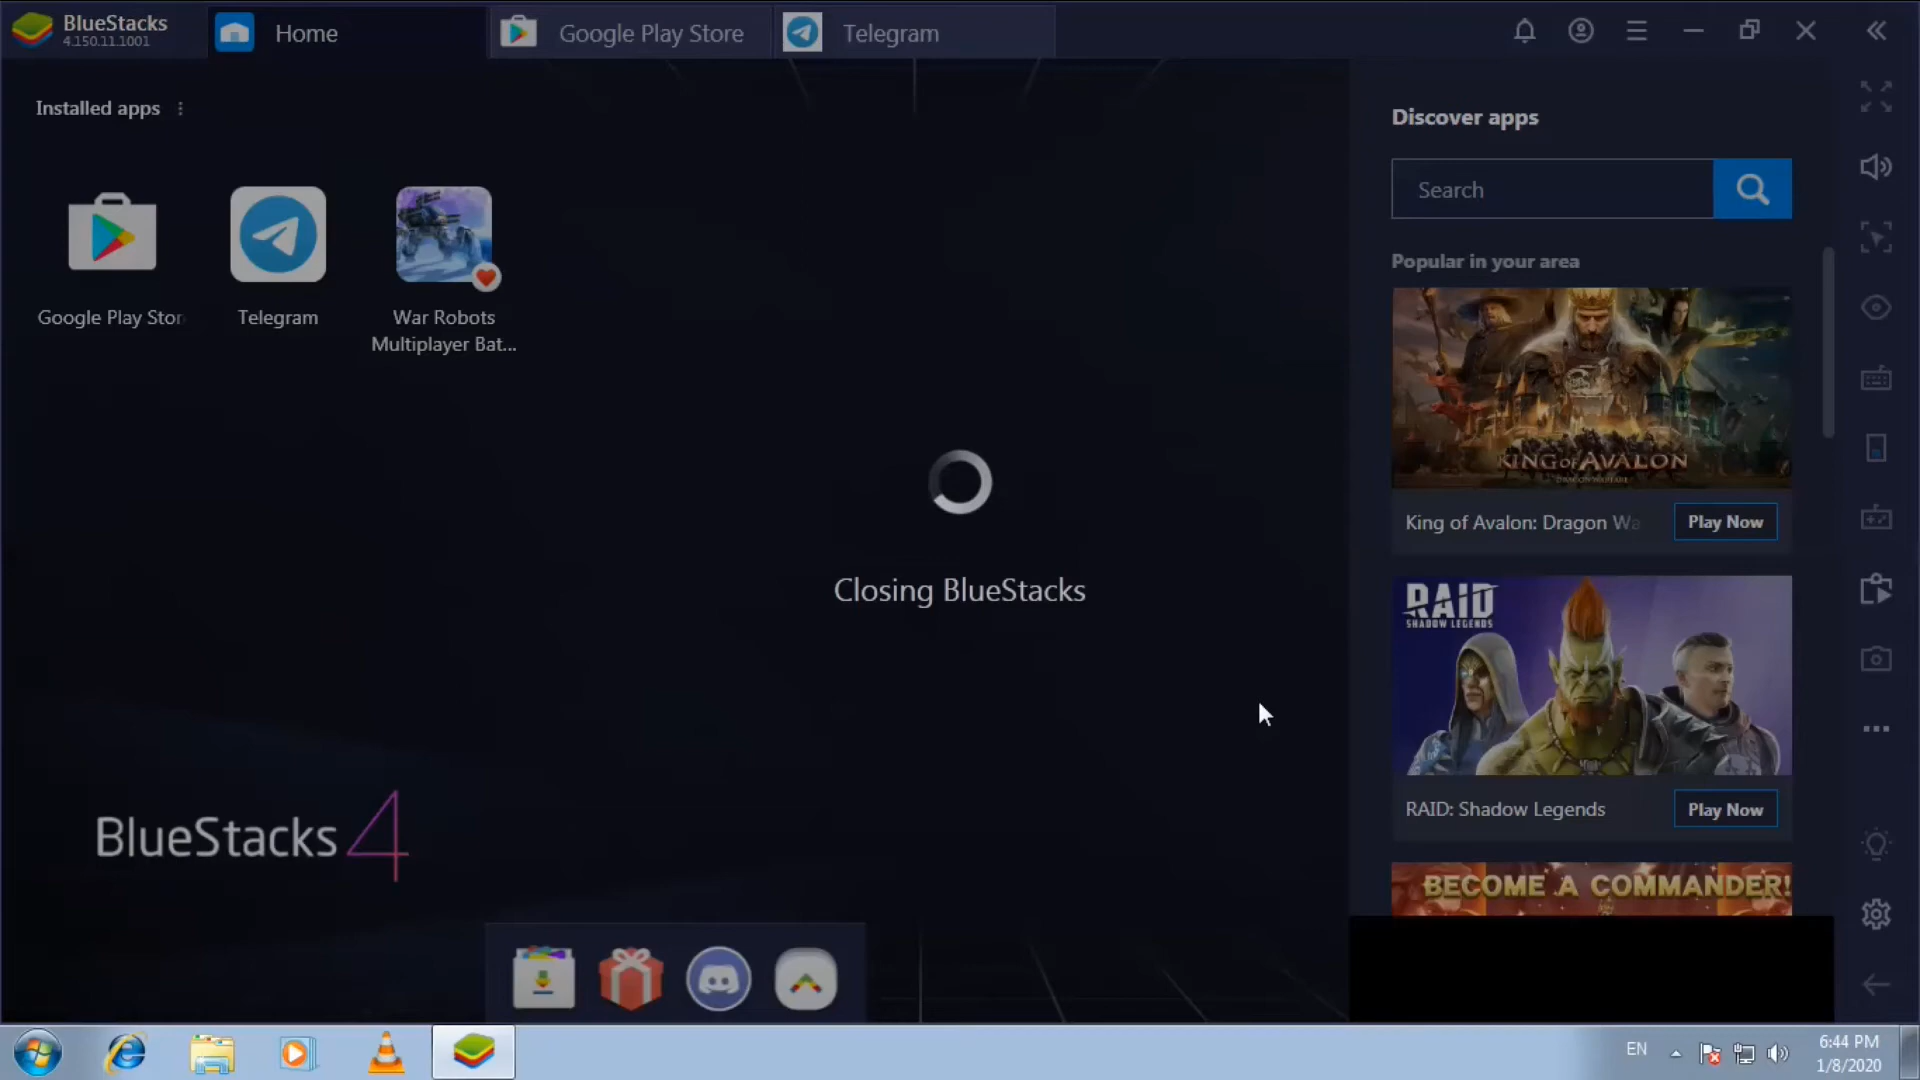 BlueStacks
4.150.11.1001
Home
Google Play Store
Telegram
Installed apps
Google Play Stor
Telegram
War Robots
Multiplayer Bat...
Closing BlueStacks
BlueStacks 4
Discover apps
Search
Popular in your area
KING OF AVALON
King of Avalon: Dragon Wa
Play Now
RAID
SHADOW LEGENDS
RAID: Shadow Legends
Play Now
BECOME A COMMANDER!
EN
6:44 PM
1/8/2020